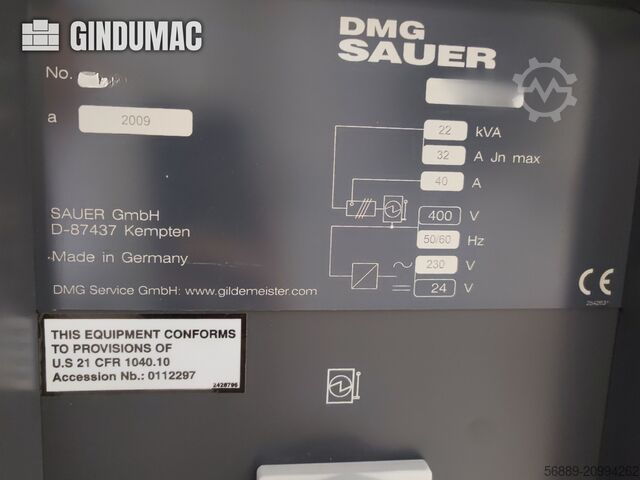 GINDUMAC
DMG
SAUER
No.
a 2009
22 kVA
32 A Jn max
40 A
400 V
50/60 Hz
230 V
24 V
SAUER GmbH
D-87437 Kempten
Made in Germany
DMG Service GmbH: www.gildemeister.com
CE
THIS EQUIPMENT CONFORMS
TO PROVISIONS OF
U.S 21 CFR 1040.10
Accession Nb.: 0112297
2428796
56889-20994262